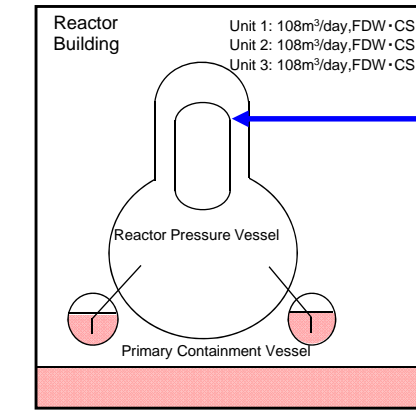 Reactor
Building
Unit 1: 108m³/day,FDW・CS
Unit 2: 108m³/day,FDW・CS
Unit 3: 108m³/day,FDW・CS
Reactor Pressure Vessel
Primary Containment Vessel